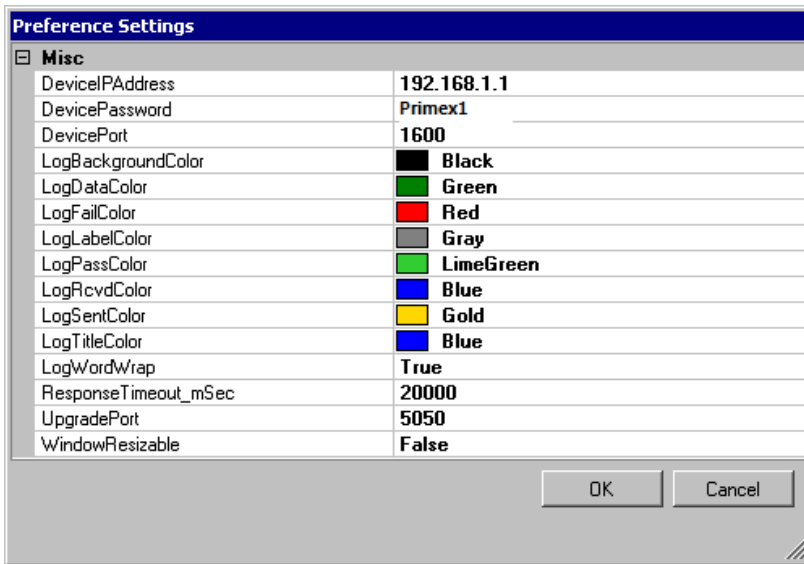 Preference Settings
Misc
DeviceIPAddress 192.168.1.1
DevicePassword Primex1
DevicePort 1600
LogBackgroundColor Black
LogDataColor Green
LogFailColor Red
LogLabelColor Gray
LogPassColor LimeGreen
LogRcvdColor Blue
LogSentColor Gold
LogTitleColor Blue
LogWordWrap True
ResponseTimeout_mSec 20000
UpgradePort 5050
WindowResizable False
OK Cancel